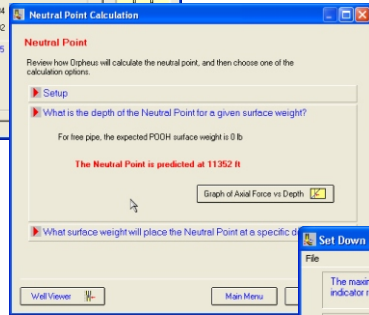 Neutral Point Calculation
Neutral Point
Review how Orpheus will calculate the neutral point, and then choose one of the
calculation options.
Setup
What is the depth of the Neutral Point for a given surface weight?
For free pipe, the expected POOH surface weight is 0 lb
The Neutral Point is predicted at 11352 ft
Graph of Axial Force vs Depth
What surface weight will place the Neutral Point at a specific d
Set Down
File
The maxim
indicator r
Well Viewer
Main Menu